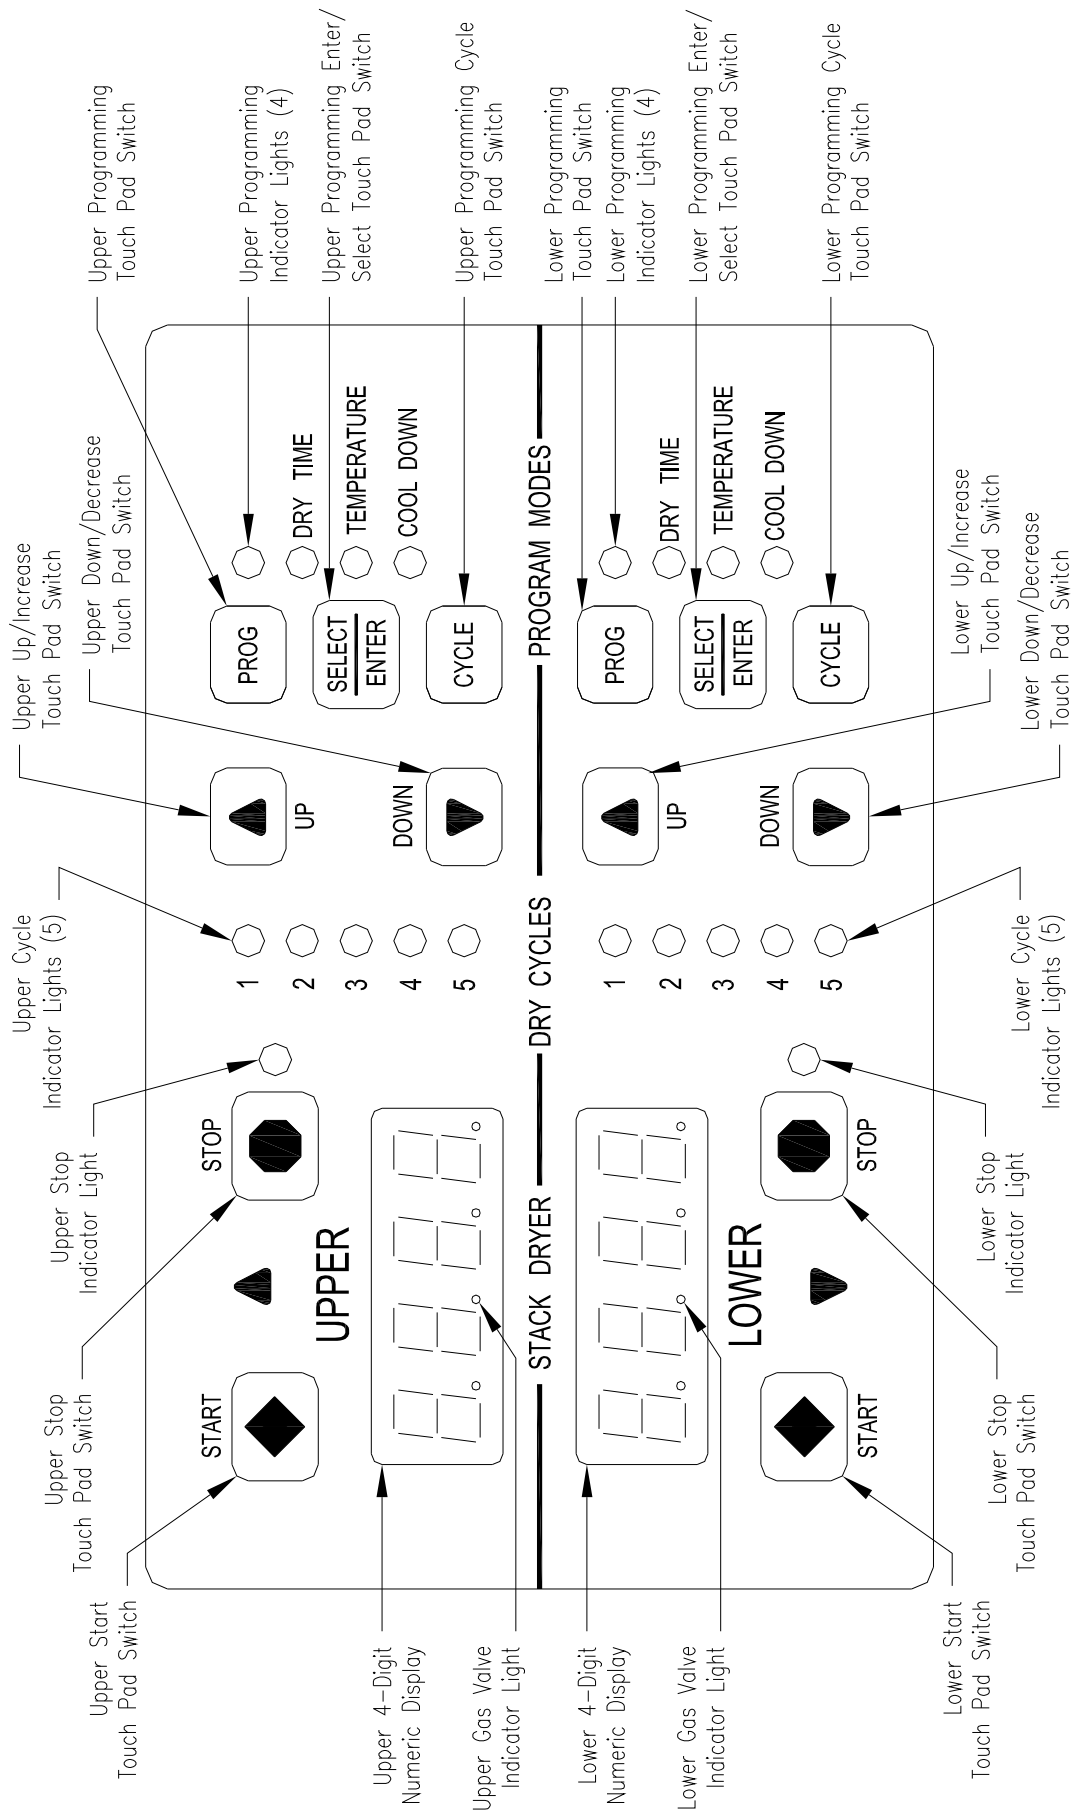 Upper Start
Touch Pad Switch
Upper Stop
Touch Pad Switch
Upper Stop
Indicator Light
Upper Cycle
Indicator Lights (5)
Upper Up/Increase
Touch Pad Switch
Upper Down/Decrease
Touch Pad Switch
Upper Programming
Touch Pad Switch
Upper Programming
Indicator Lights (4)
Upper Programming Enter/
Select Touch Pad Switch
Upper Programming Cycle
Touch Pad Switch
Lower Programming
Touch Pad Switch
Lower Programming
Indicator Lights (4)
Lower Programming Enter/
Select Touch Pad Switch
Lower Programming Cycle
Touch Pad Switch
START
STOP
UPPER
1
2
3
4
5
UP
DOWN
PROG
SELECT
ENTER
CYCLE
DRY TIME
TEMPERATURE
COOL DOWN
STACK DRYER
DRY CYCLES
PROGRAM MODES
LOWER
START
STOP
1
2
3
4
5
UP
DOWN
PROG
SELECT
ENTER
CYCLE
DRY TIME
TEMPERATURE
COOL DOWN
Upper 4-Digit
Numeric Display
Upper Gas Valve
Indicator Light
Lower 4-Digit
Numeric Display
Lower Gas Valve
Indicator Light
Lower Start
Touch Pad Switch
Lower Stop
Touch Pad Switch
Lower Stop
Indicator Light
Lower Cycle
Indicator Lights (5)
Lower Up/Increase
Touch Pad Switch
Lower Down/Decrease
Touch Pad Switch